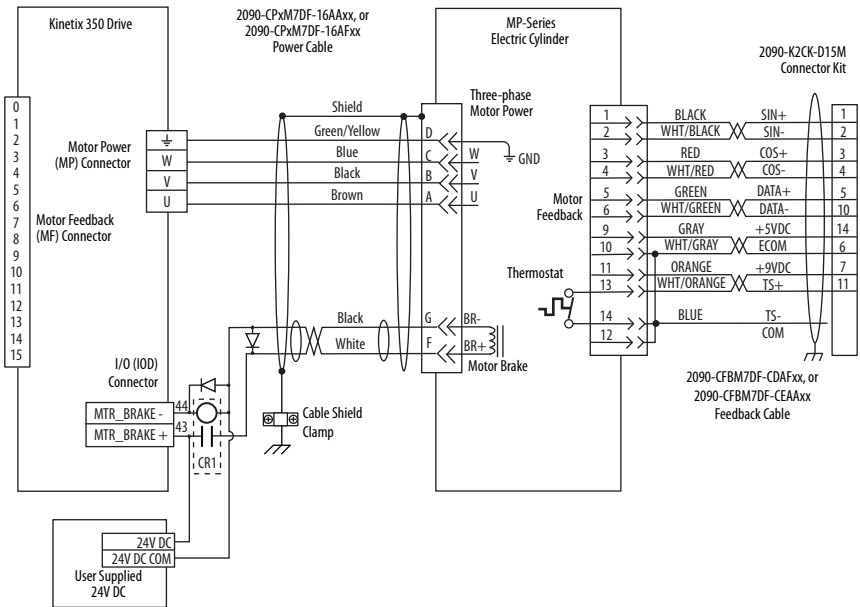 Kinetix 350 Drive
2090-CPxM7DF-16AAxx, or
2090-CPxM7DF-16AFxx
Power Cable
MP-Series
Electric Cylinder
2090-K2CK-D15M
Connector Kit
0
1
2
3
4
5
6
7
8
9
10
11
12
13
14
15
Motor Power
(MP) Connector
W
V
U
Motor Feedback
(MF) Connector
Shield
Green/Yellow
Blue
Black
Brown
Three-phase
Motor Power
D
C
B
A
GND
W
V
U
Motor
Feedback
1 BLACK SIN+ 1
2 WHT/BLACK SIN- 2
3 RED COS+ 3
4 WHT/RED COS- 4
5 GREEN DATA+ 5
6 WHT/GREEN DATA- 10
9 GRAY +5VDC 14
10 WHT/GRAY ECOM 6
11 ORANGE +9VDC 7
13 WHT/ORANGE TS+ 11
14 BLUE TS-
12 COM
Thermostat
Black
White
G
F
BR-
BR+
Motor Brake
I/O (IOD)
Connector
MTR_BRAKE - 44
MTR_BRAKE + 43
CR1
Cable Shield
Clamp
2090-CFBM7DF-CDAFxx, or
2090-CFBM7DF-CEAAxx
Feedback Cable
24V DC
24V DC COM
User Supplied
24V DC